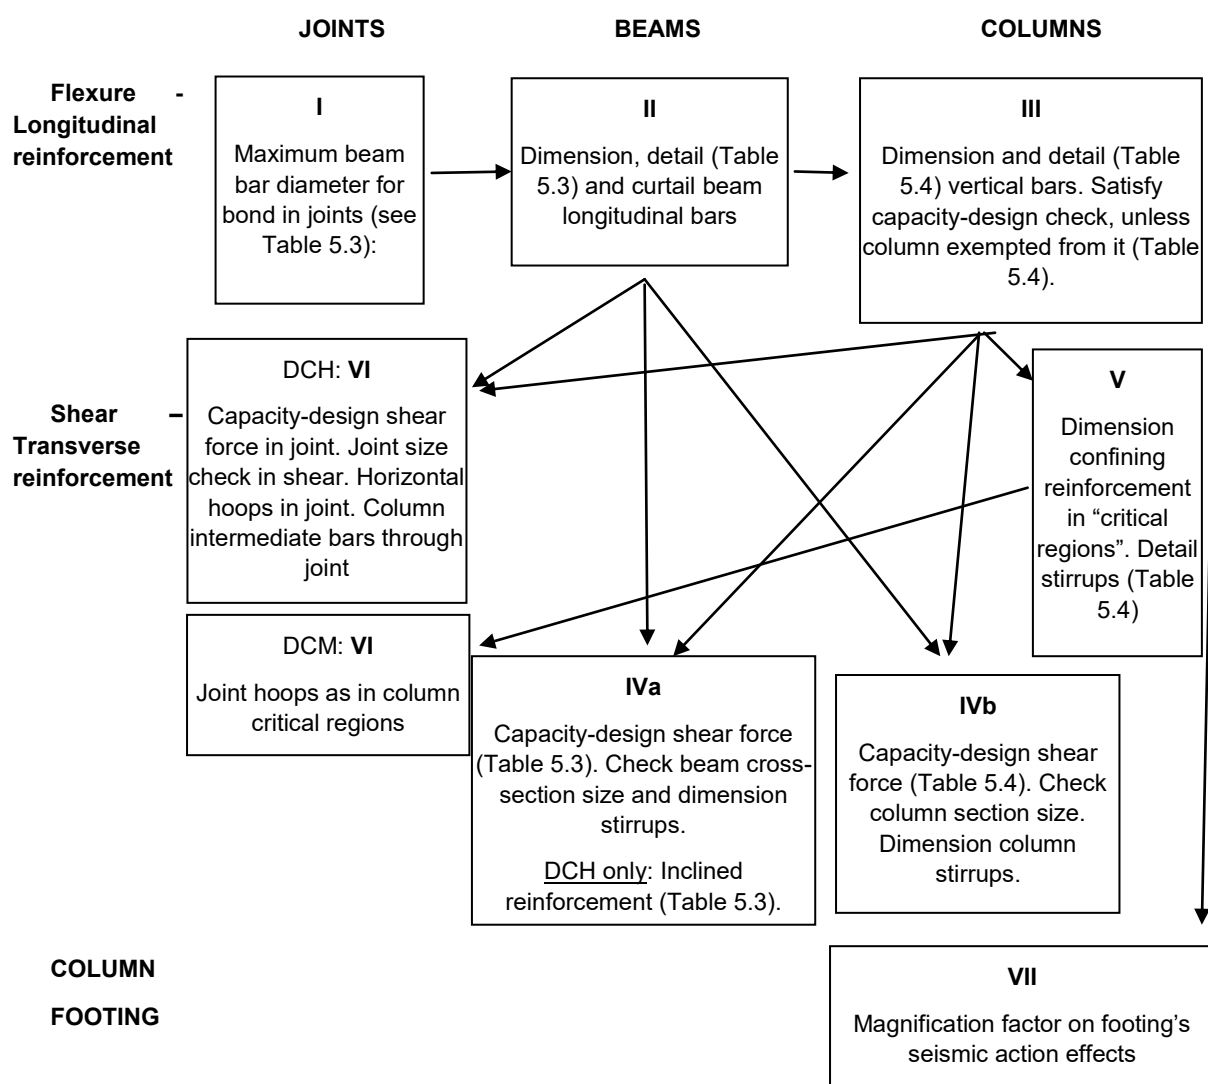 JOINTS
BEAMS
COLUMNS
Flexure -
Longitudinal
reinforcement
I
Maximum beam
bar diameter for
bond in joints (see
Table 5.3):
II
Dimension, detail (Table
5.3) and curtail beam
longitudinal bars
III
Dimension and detail (Table
5.4) vertical bars. Satisfy
capacity-design check, unless
column exempted from it (Table
5.4).
Shear –
Transverse
reinforcement
DCH: VI
Capacity-design shear
force in joint. Joint size
check in shear. Horizontal
hoops in joint. Column
intermediate bars through
joint
V
Dimension
confining
reinforcement
in “critical
regions”. Detail
stirrups (Table
5.4)
DCM: VI
Joint hoops as in column
critical regions
IVa
Capacity-design shear force
(Table 5.3). Check beam cross-
section size and dimension
stirrups.
DCH only: Inclined
reinforcement (Table 5.3).
IVb
Capacity-design shear
force (Table 5.4). Check
column section size.
Dimension column
stirrups.
COLUMN
FOOTING
VII
Magnification factor on footing’s
seismic action effects